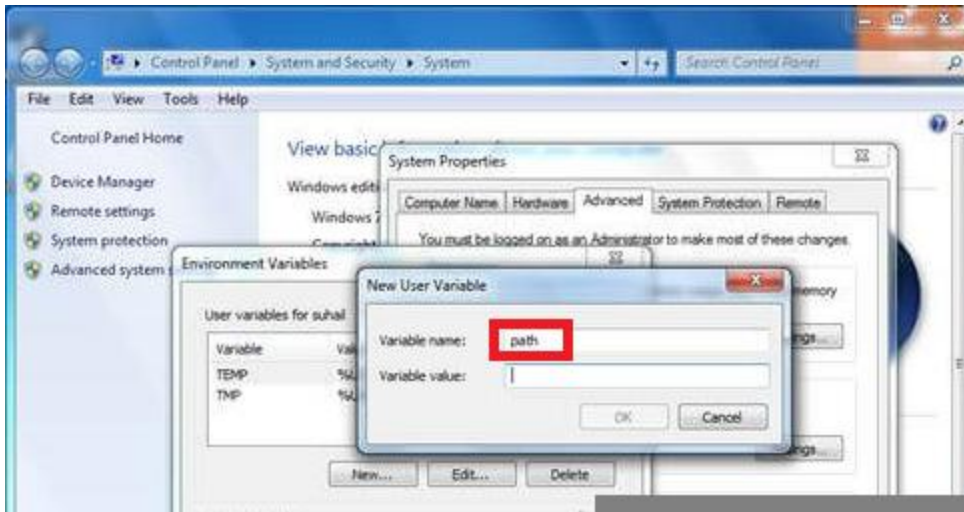 Control Panel ▸ System and Security ▸ System
Search Control Panel
File Edit View Tools Help
Control Panel Home
Device Manager
Remote settings
System protection
Advanced system
View basic
Windows editi
Windows 7
System Properties
Computer Name Hardware Advanced System Protection Remote
You must be logged on as an Administrator to make most of these changes.
memory
Environment Variables
User variables for suhail
Variable
TEMP
TMP
New... Edit... Delete
New User Variable
Variable name: path
Variable value:
OK Cancel